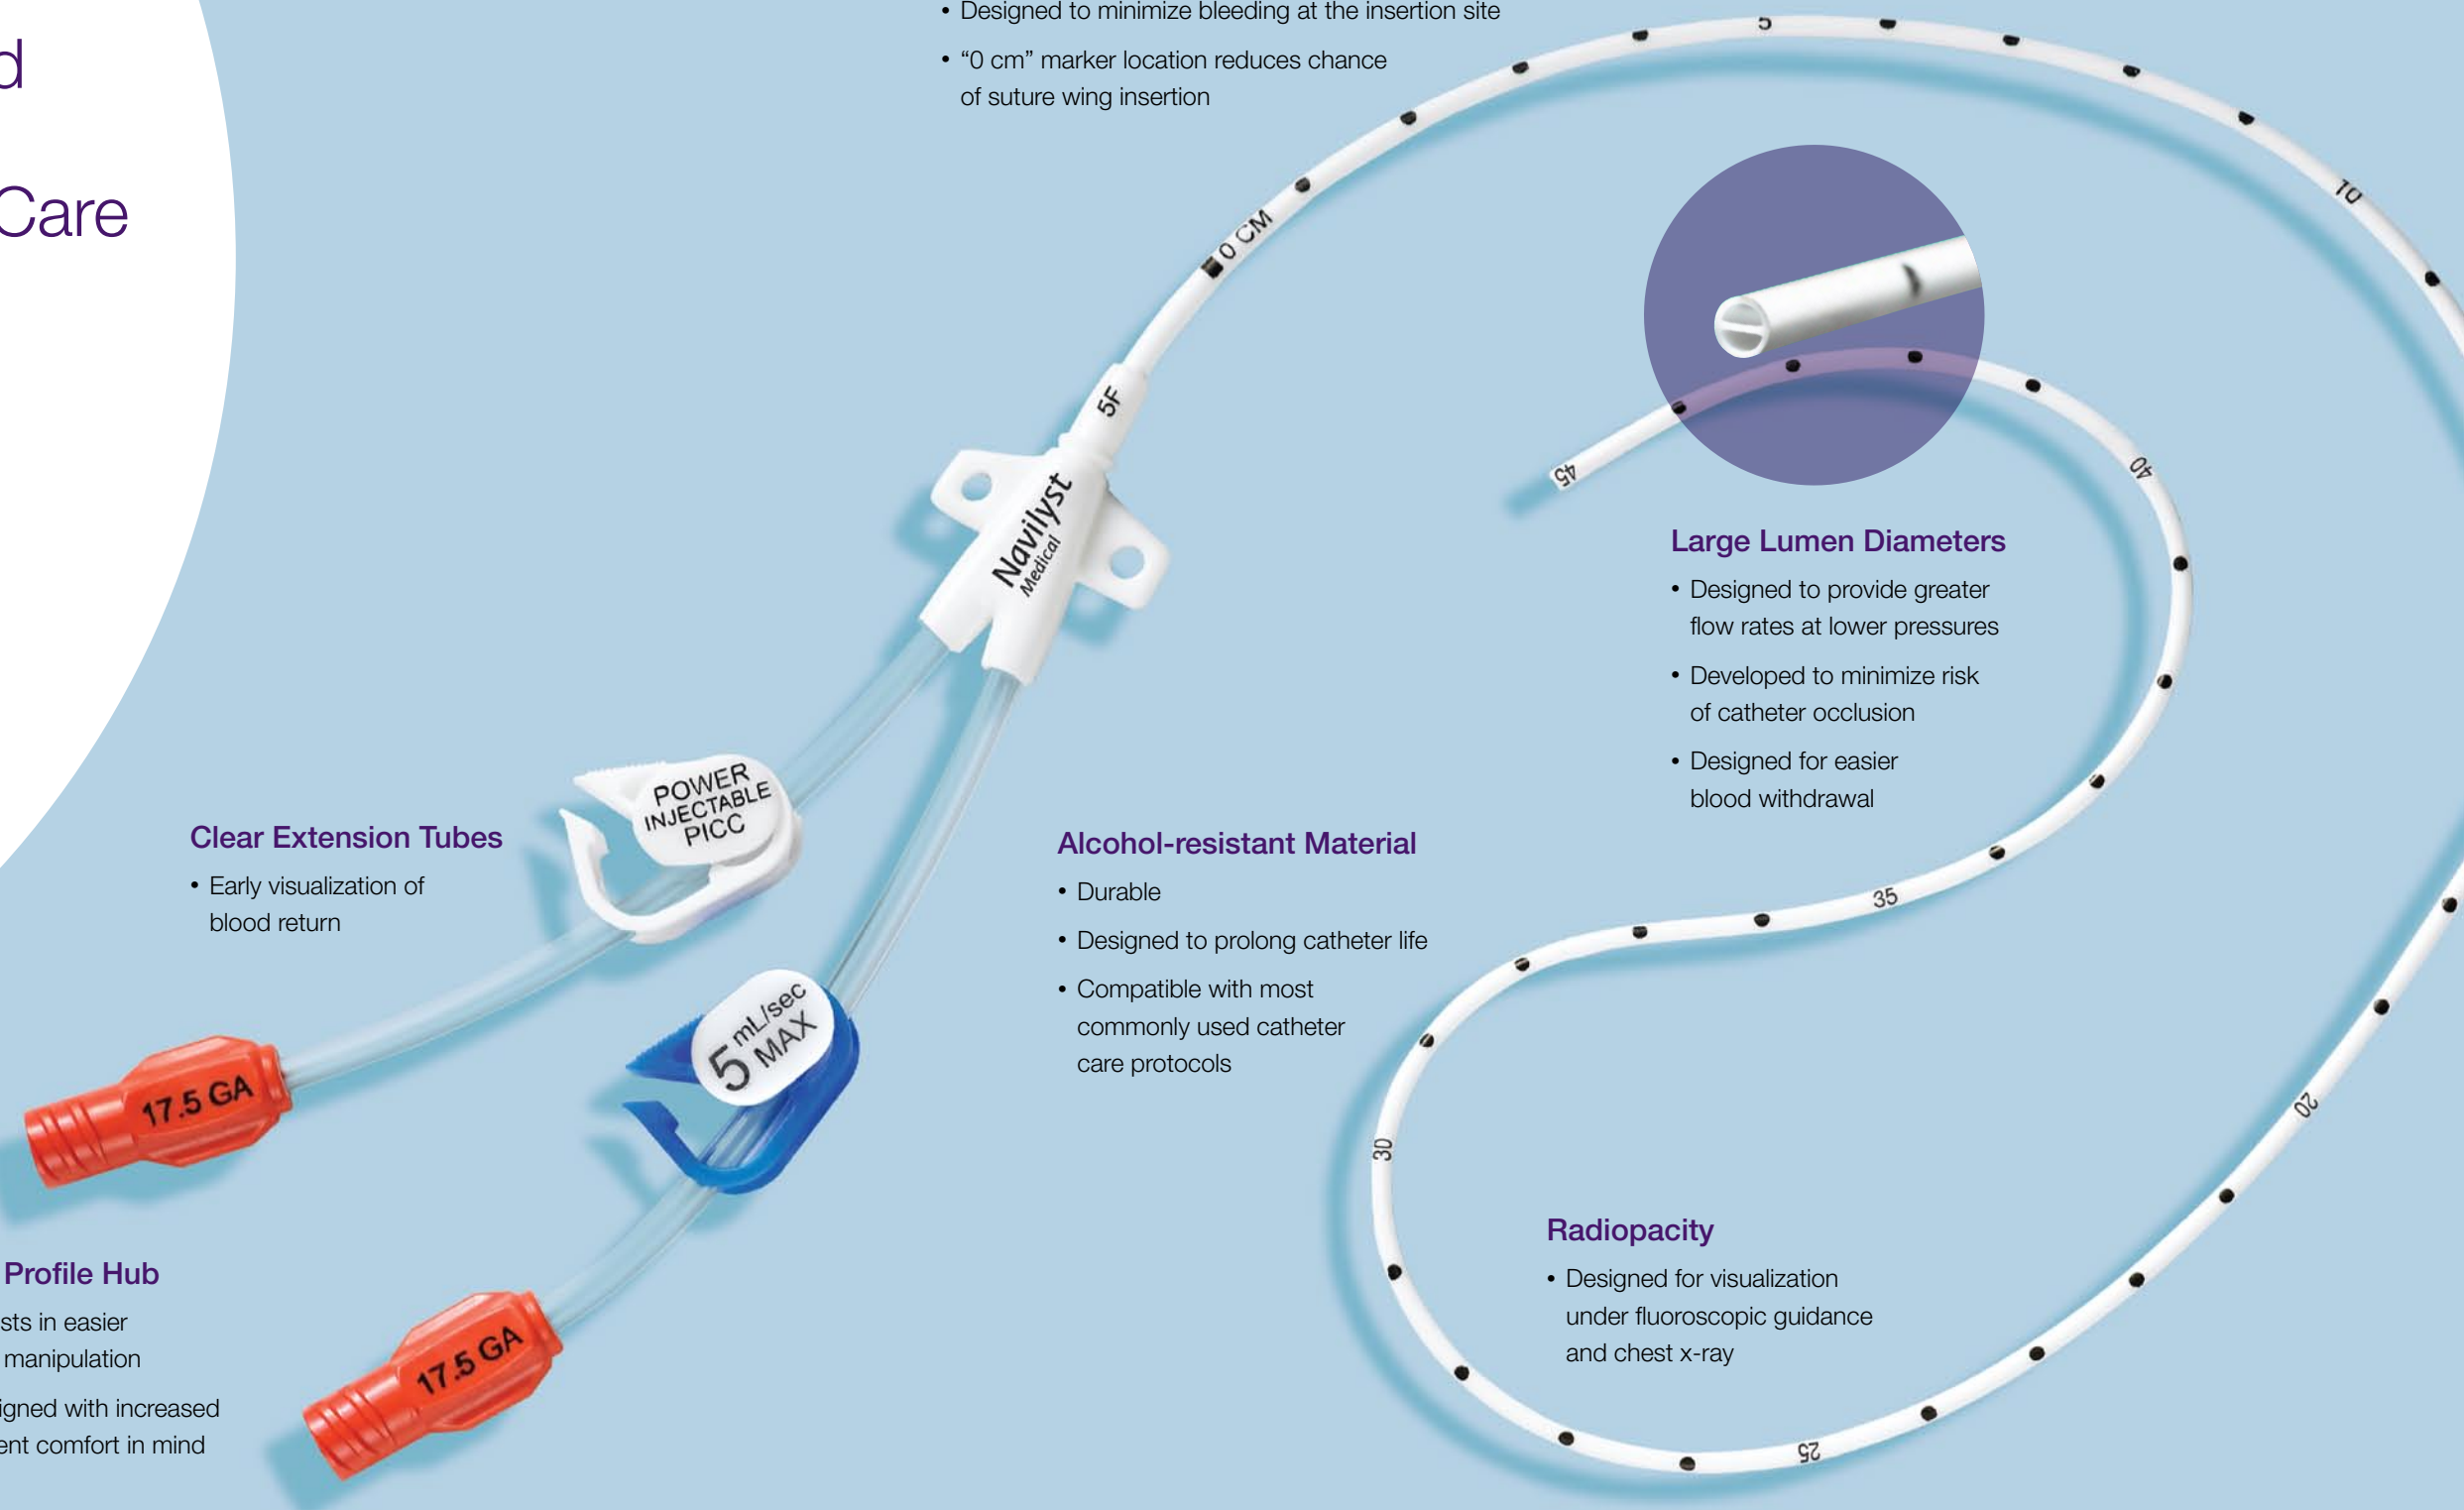 d
Care
• Designed to minimize bleeding at the insertion site
• “0 cm” marker location reduces chance
of suture wing insertion
0 CM
5
10
5F
Navilyst
Medical
45
40
35
30
25
20
Large Lumen Diameters
• Designed to provide greater
flow rates at lower pressures
• Developed to minimize risk
of catheter occlusion
• Designed for easier
blood withdrawal
POWER
INJECTABLE
PICC
Clear Extension Tubes
• Early visualization of
blood return
Alcohol-resistant Material
• Durable
• Designed to prolong catheter life
• Compatible with most
commonly used catheter
care protocols
5 mL/sec
MAX
17.5 GA
17.5 GA
Profile Hub
sts in easier
manipulation
igned with increased
ent comfort in mind
Radiopacity
• Designed for visualization
under fluoroscopic guidance
and chest x-ray